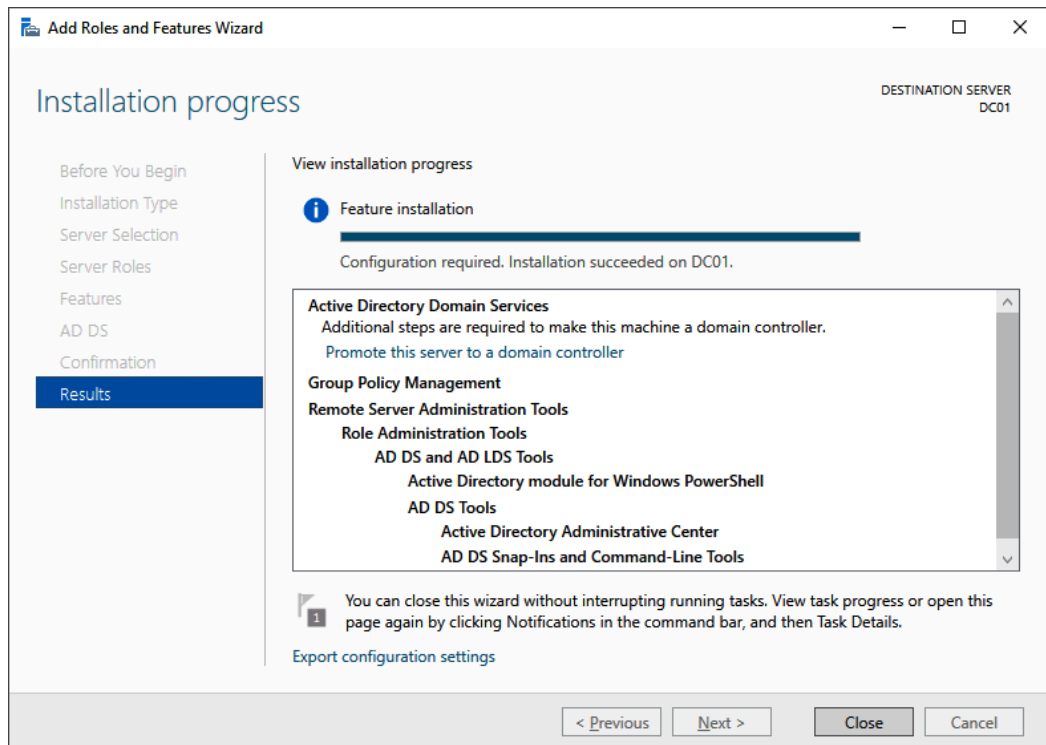 Add Roles and Features Wizard
Installation progress
DESTINATION SERVER
DC01
Before You Begin
Installation Type
Server Selection
Server Roles
Features
AD DS
Confirmation
Results
View installation progress
Feature installation
Configuration required. Installation succeeded on DC01.
Active Directory Domain Services
Additional steps are required to make this machine a domain controller.
Promote this server to a domain controller
Group Policy Management
Remote Server Administration Tools
Role Administration Tools
AD DS and AD LDS Tools
Active Directory module for Windows PowerShell
AD DS Tools
Active Directory Administrative Center
AD DS Snap-Ins and Command-Line Tools
1
You can close this wizard without interrupting running tasks. View task progress or open this
page again by clicking Notifications in the command bar, and then Task Details.
Export configuration settings
< Previous
Next >
Close
Cancel